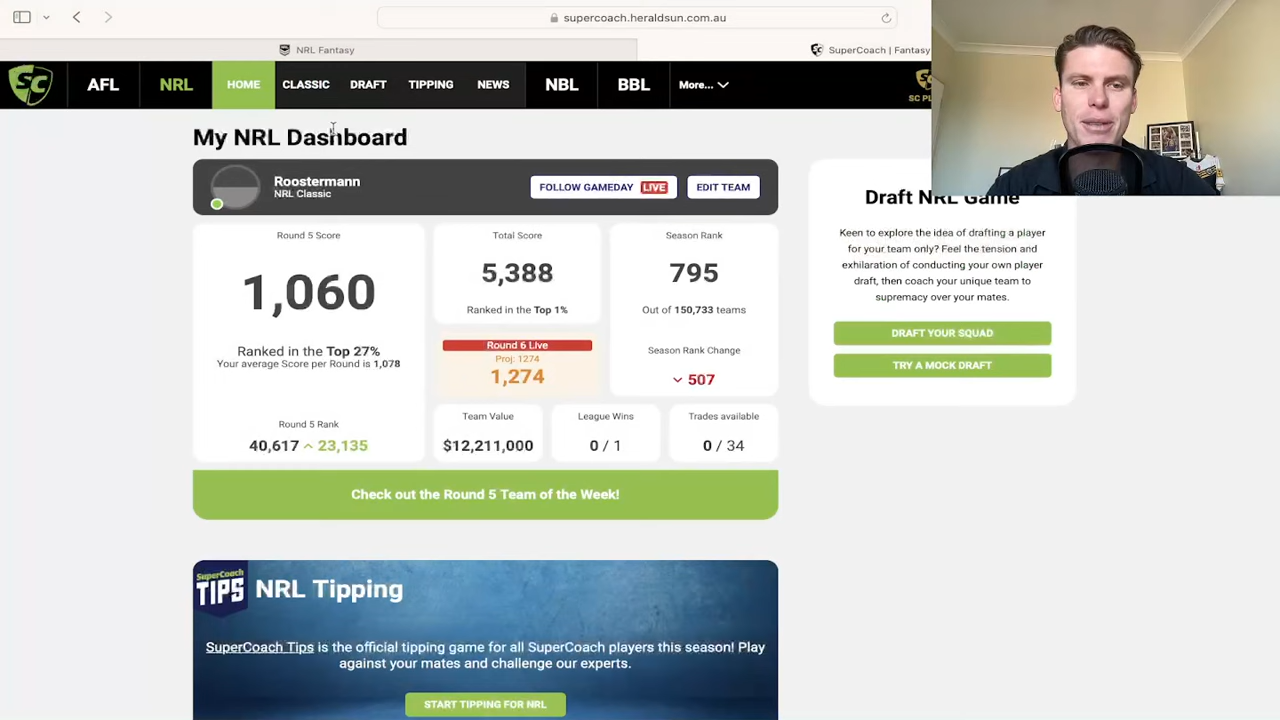 supercoach.heraldsun.com.au
NRL Fantasy
SuperCoach | Fantasy
SC
AFL
NRL
HOME
CLASSIC
DRAFT
TIPPING
NEWS
NBL
BBL
More...
SC PL
My NRL Dashboard
Roostermann
NRL Classic
FOLLOW GAMEDAY LIVE
EDIT TEAM
Round 5 Score
1,060
Ranked in the Top 27%
Your average Score per Round is 1,078
Round 5 Rank
40,617 23,135
Total Score
5,388
Ranked in the Top 1%
Round 6 Live
Proj: 1274
1,274
Season Rank
795
Out of 150,733 teams
Season Rank Change
507
Team Value
$12,211,000
League Wins
0 / 1
Trades available
0 / 34
Check out the Round 5 Team of the Week!
Draft NRL Game
Keen to explore the idea of drafting a player
for your team only? Feel the tension and
exhilaration of conducting your own player
draft, then coach your unique team to
supremacy over your mates.
DRAFT YOUR SQUAD
TRY A MOCK DRAFT
SuperCoach
TIPS
NRL Tipping
SuperCoach Tips is the official tipping game for all SuperCoach players this season! Play
against your mates and challenge our experts.
START TIPPING FOR NRL